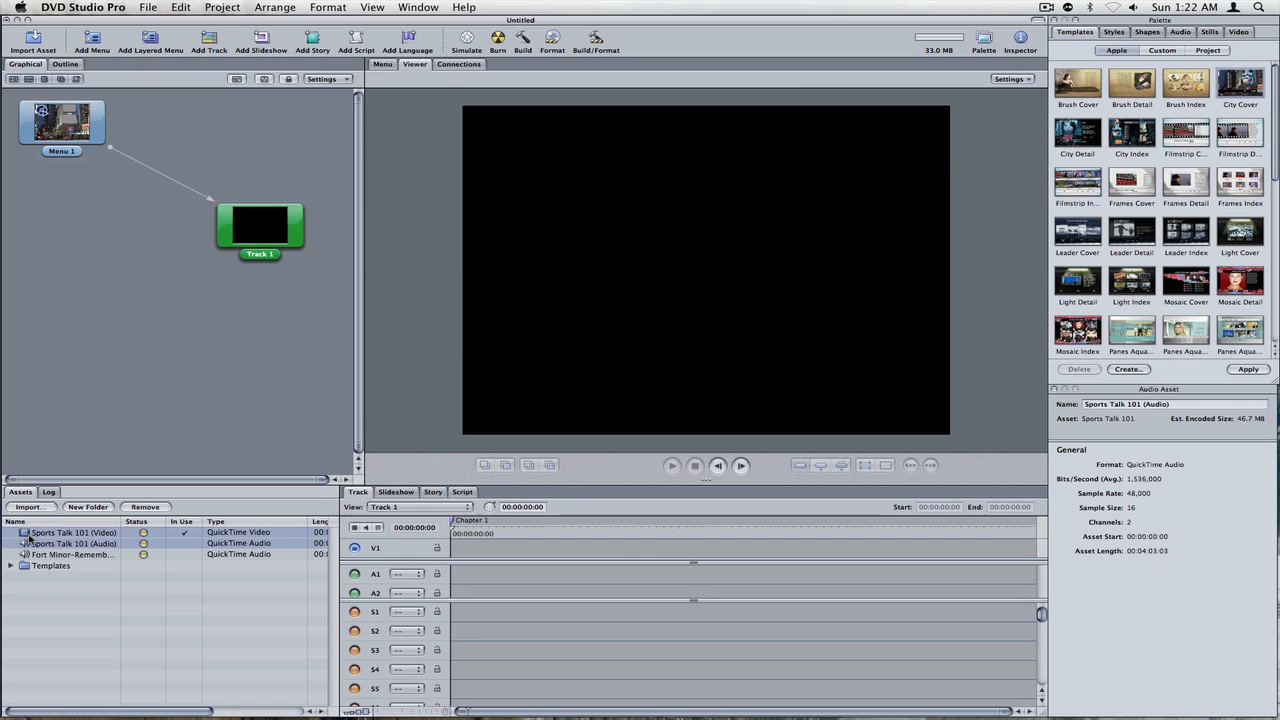 DVD Studio Pro File Edit Project Arrange Format View Window Help Sun 1:22 AM
Untitled
Palette
Import Asset Add Menu Add Layered Menu Add Track Add Slideshow Add Story Add Script Add Language Simulate Burn Build Format Build/Format 33.0 MB Palette Inspector
Templates Styles Shapes Audio Stills Video
Apple Custom Project
Graphical Outline
Menu Viewer Connections
Settings
Settings
Menu 1
Track 1
Brush Cover Brush Detail Brush Index City Cover
City Detail City Index Filmstrip C... Filmstrip D...
Filmstrip In... Frames Cover Frames Detail Frames Index
Leader Cover Leader Detail Leader Index Light Cover
Light Detail Light Index Mosaic Cover Mosaic Detail
Mosaic Index Panes Aqua... Panes Aqua... Panes Aqua...
Delete Create... Apply
Audio Asset
Name: Sports Talk 101 (Audio)
Asset: Sports Talk 101 Est. Encoded Size: 46.7 MB
General
Format: QuickTime Audio
Bits/Second (Avg.): 1,536,000
Sample Rate: 48,000
Sample Size: 16
Channels: 2
Asset Start: 00:00:00:00
Asset Length: 00:04:03:03
Assets Log
Import... New Folder Remove
Name Status In Use Type Leng
Sports Talk 101 (Video) QuickTime Video 00:0
Sports Talk 101 (Audio) QuickTime Audio 00:0
Fort Minor-Rememb... QuickTime Audio 00:0
Templates
Track Slideshow Story Script
View: Track 1 00:00:00:00 Start: 00:00:00:00 End: 00:00:00:00
00:00:00:00 Chapter 1
00:00:00:00
V1
A1 --
A2 --
S1 --
S2 --
S3 --
S4 --
S5 --